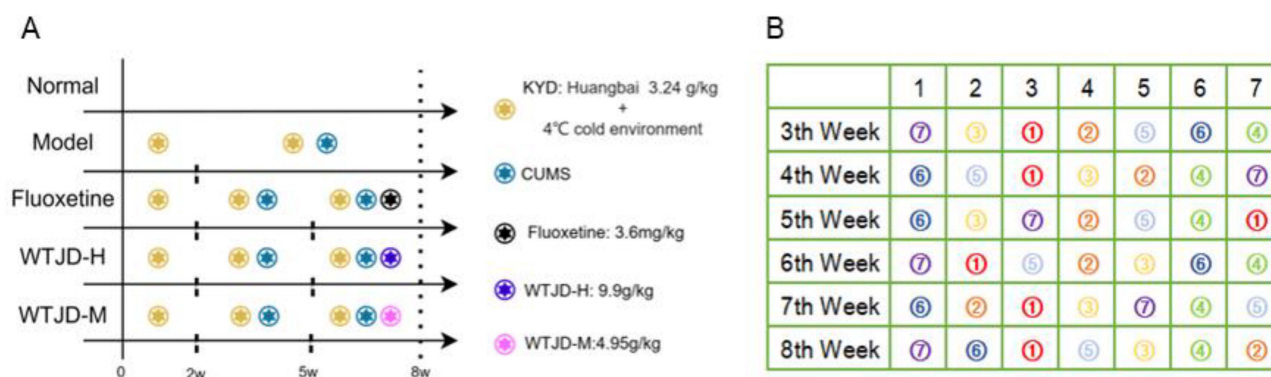 A
Normal
Model
Fluoxetine
WTJD-H
WTJD-M
0 2w 5w 8w
KYD: Huangbai 3.24 g/kg
+
4℃ cold environment
CUMS
Fluoxetine: 3.6mg/kg
WTJD-H: 9.9g/kg
WTJD-M:4.95g/kg
B
1 2 3 4 5 6 7
3th Week ⑦ ③ ① ② ⑤ ⑥ ④
4th Week ⑥ ⑤ ① ③ ② ④ ⑦
5th Week ⑥ ③ ⑦ ② ⑤ ④ ①
6th Week ⑦ ① ⑤ ② ③ ⑥ ④
7th Week ⑥ ② ① ③ ⑦ ④ ⑤
8th Week ⑦ ⑥ ① ⑤ ③ ④ ②